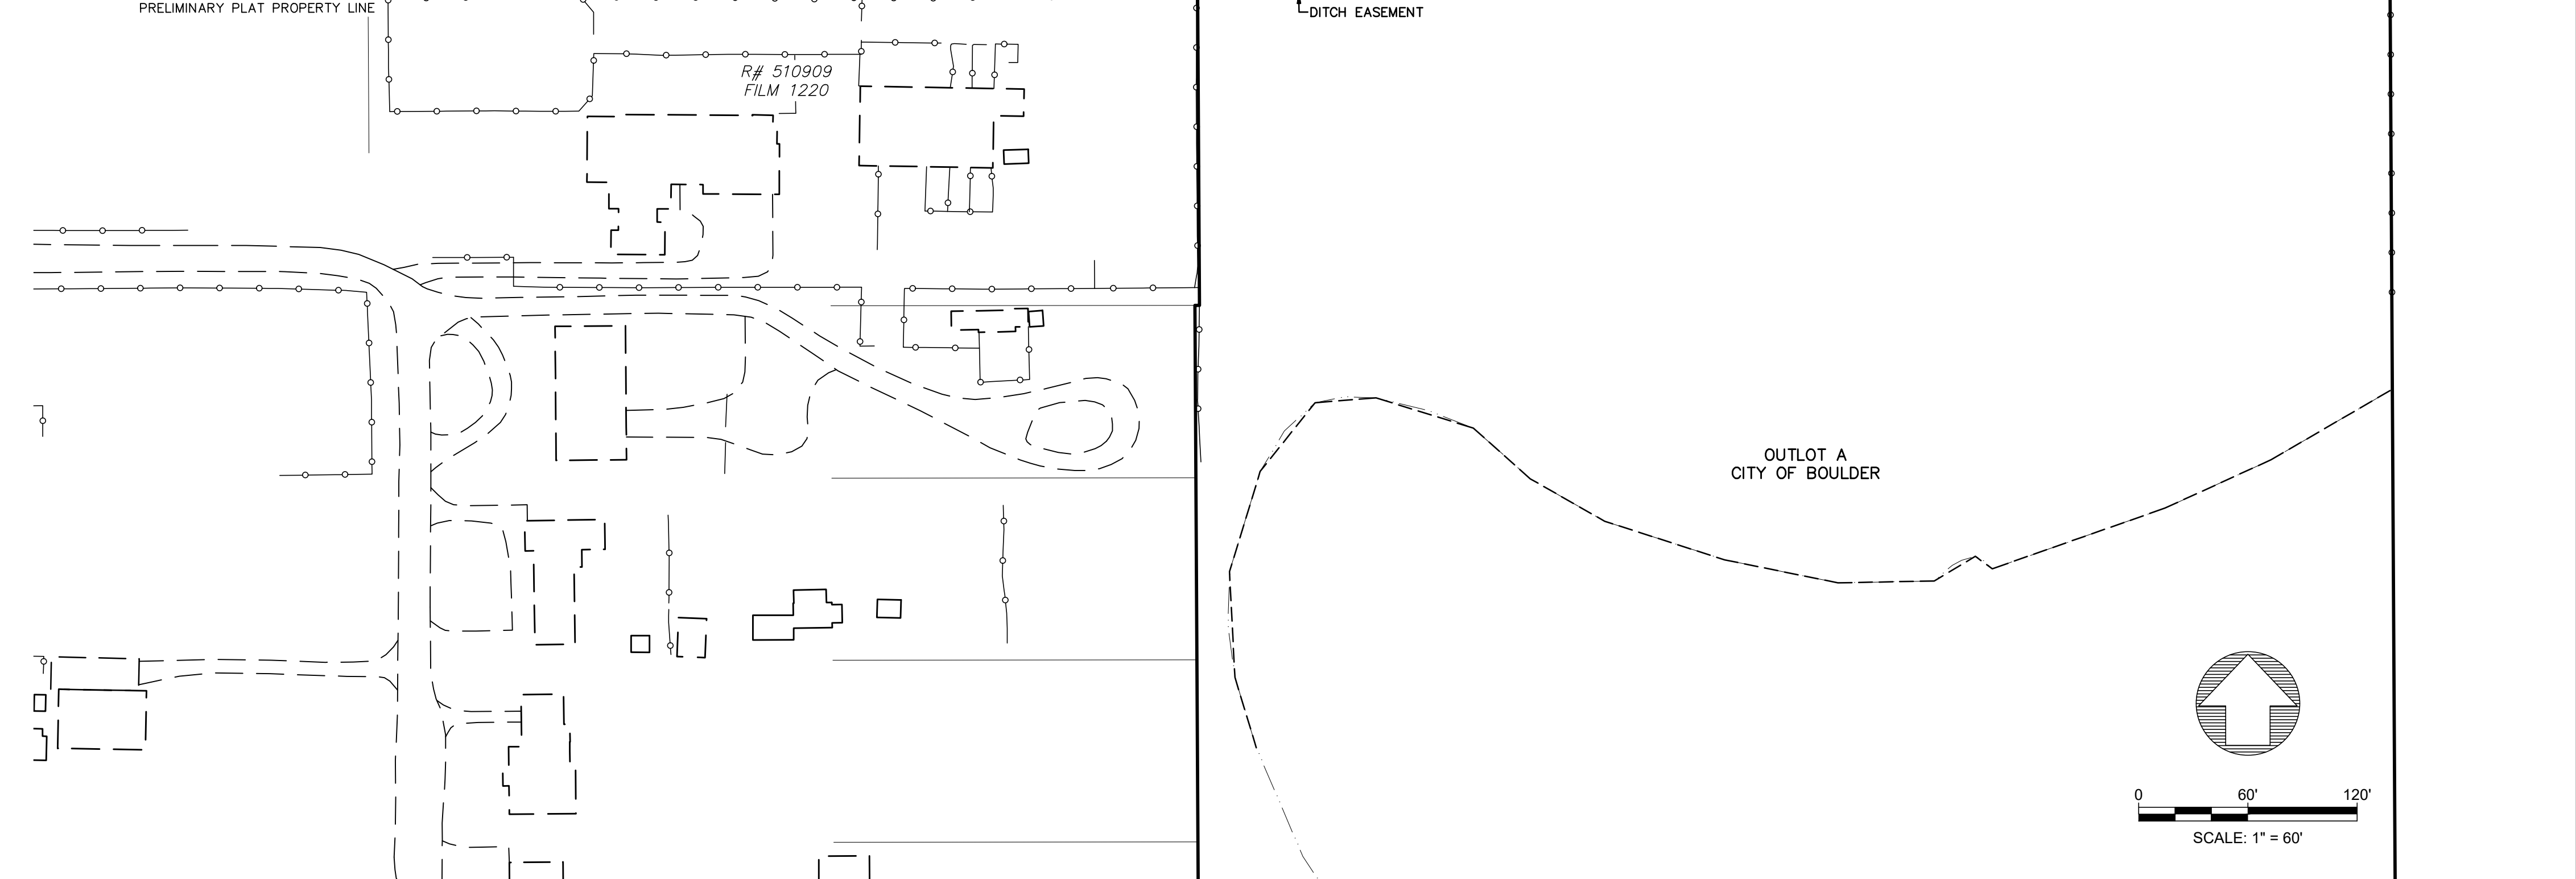 PRELIMINARY PLAT PROPERTY LINE
DITCH EASEMENT
R# 510909
FILM 1220
OUTLOT A
CITY OF BOULDER
0 60' 120'
SCALE: 1" = 60'